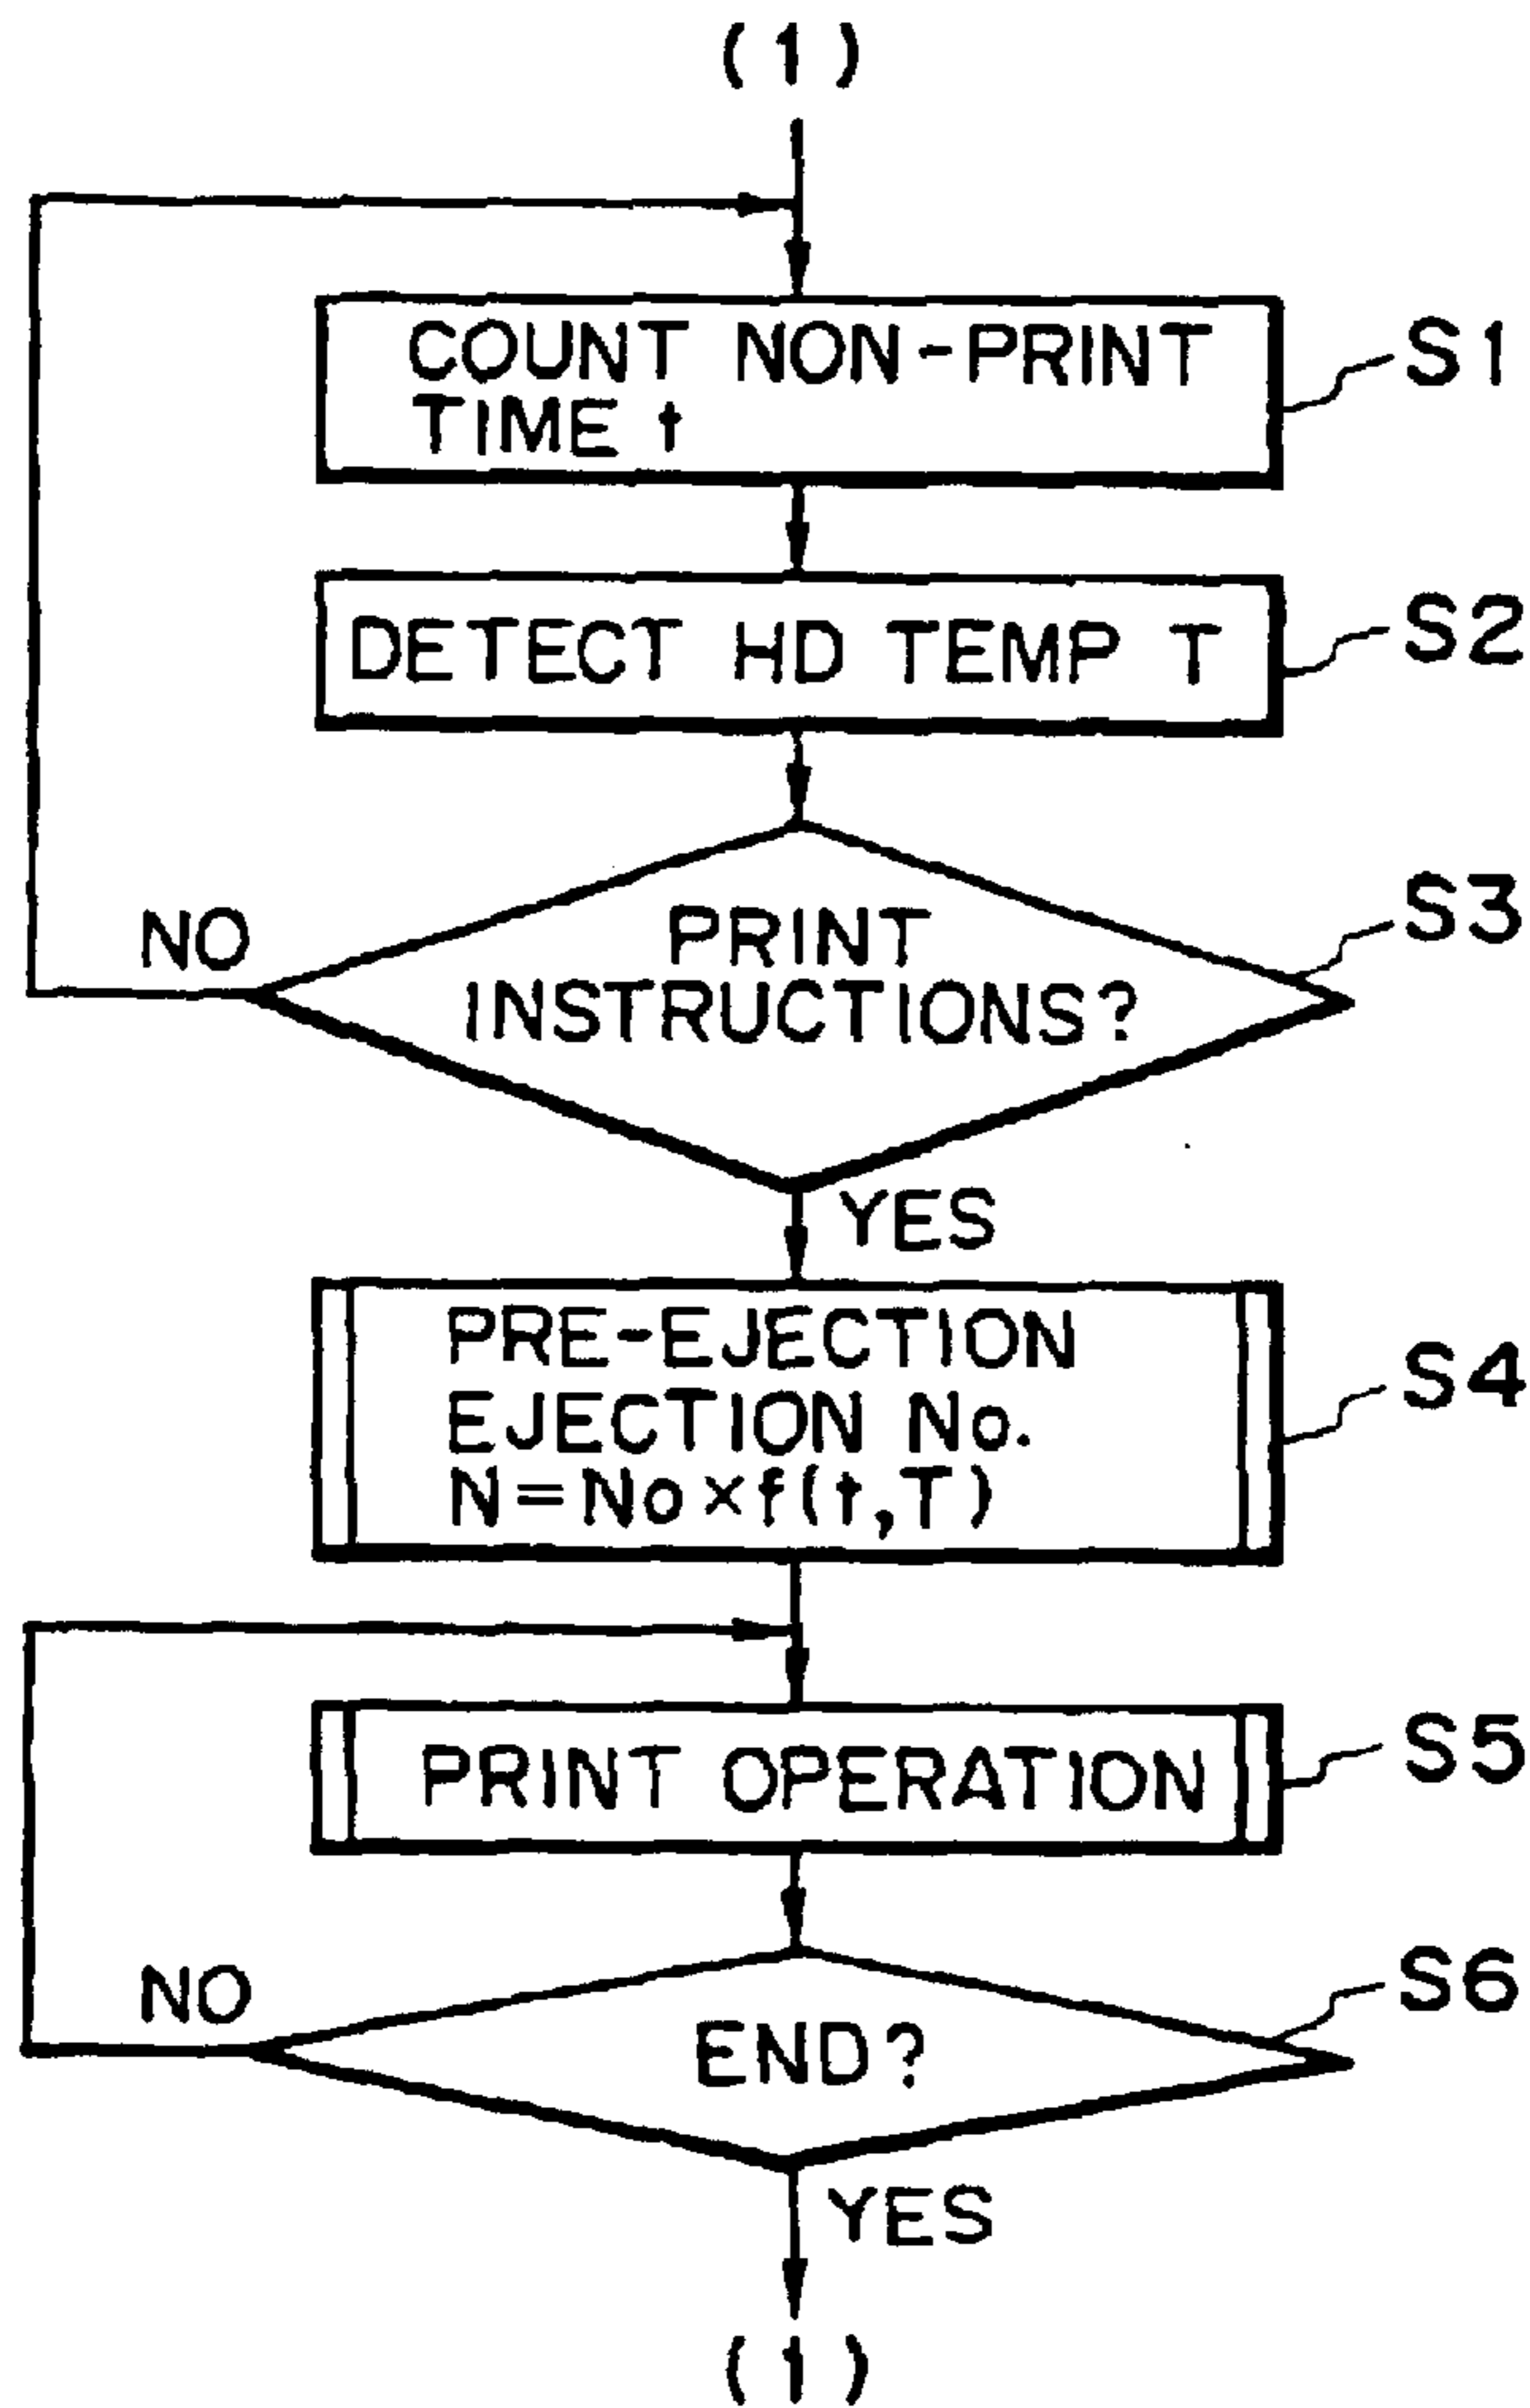 (1)
COUNT NON-PRINT
TIME t
S1
DETECT HD TEMP T
S2
PRINT
INSTRUCTIONS?
S3
NO
YES
PRE-EJECTION
EJECTION No.
N=No×f(t,T)
S4
PRINT OPERATION
S5
END?
S6
NO
YES
(1)